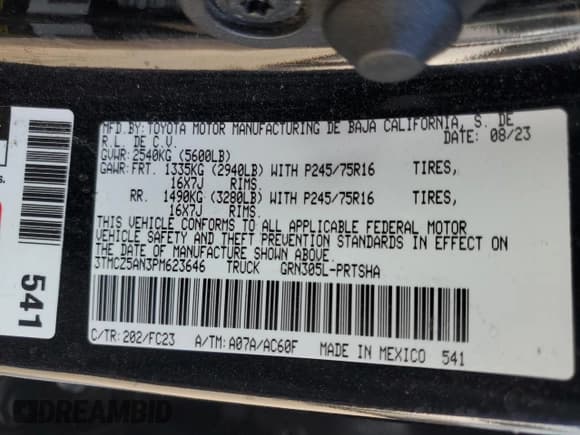 MFD. BY: TOYOTA MOTOR MANUFACTURING DE BAJA CALIFORNIA, S. DE
R.L. DE C.V. DATE: 08/23
GVWR: 2540KG (5600LB)
GAWR: FRT. 1335KG (2940LB) WITH P245/75R16 TIRES,
16X7J RIMS.
RR. 1490KG (3280LB) WITH P245/75R16 TIRES,
16X7J RIMS.
THIS VEHICLE CONFORMS TO ALL APPLICABLE FEDERAL MOTOR
VEHICLE SAFETY AND THEFT PREVENTION STANDARDS IN EFFECT ON
THE DATE OF MANUFACTURE SHOWN ABOVE.
3TMCZ5AN3PM623646 TRUCK GRN305L-PRTSHA
C/TR: 202/FC23 A/TM: A07A/AC60F MADE IN MEXICO 541
541
s.
DREAMBID